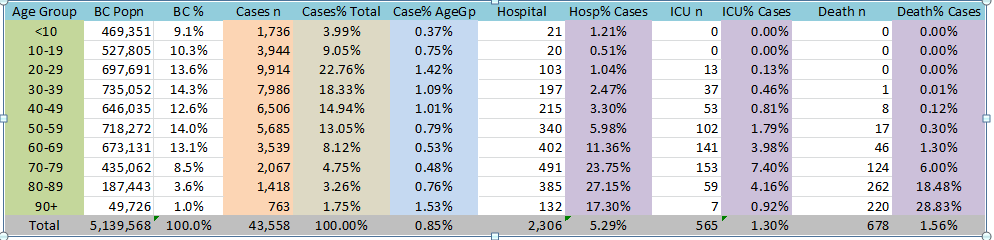 Age Group BC Popn BC % Cases n Cases% Total Case% AgeGp Hospital Hosp% Cases ICU n ICU% Cases Death n Death% Cases
<10 469,351 9.1% 1,736 3.99% 0.37% 21 1.21% 0 0.00% 0 0.00%
10-19 527,805 10.3% 3,944 9.05% 0.75% 20 0.51% 0 0.00% 0 0.00%
20-29 697,691 13.6% 9,914 22.76% 1.42% 103 1.04% 13 0.13% 0 0.00%
30-39 735,052 14.3% 7,986 18.33% 1.09% 197 2.47% 37 0.46% 1 0.01%
40-49 646,035 12.6% 6,506 14.94% 1.01% 215 3.30% 53 0.81% 8 0.12%
50-59 718,272 14.0% 5,685 13.05% 0.79% 340 5.98% 102 1.79% 17 0.30%
60-69 673,131 13.1% 3,539 8.12% 0.53% 402 11.36% 141 3.98% 46 1.30%
70-79 435,062 8.5% 2,067 4.75% 0.48% 491 23.75% 153 7.40% 124 6.00%
80-89 187,443 3.6% 1,418 3.26% 0.76% 385 27.15% 59 4.16% 262 18.48%
90+ 49,726 1.0% 763 1.75% 1.53% 132 17.30% 7 0.92% 220 28.83%
Total 5,139,568 100.0% 43,558 100.00% 0.85% 2,306 5.29% 565 1.30% 678 1.56%